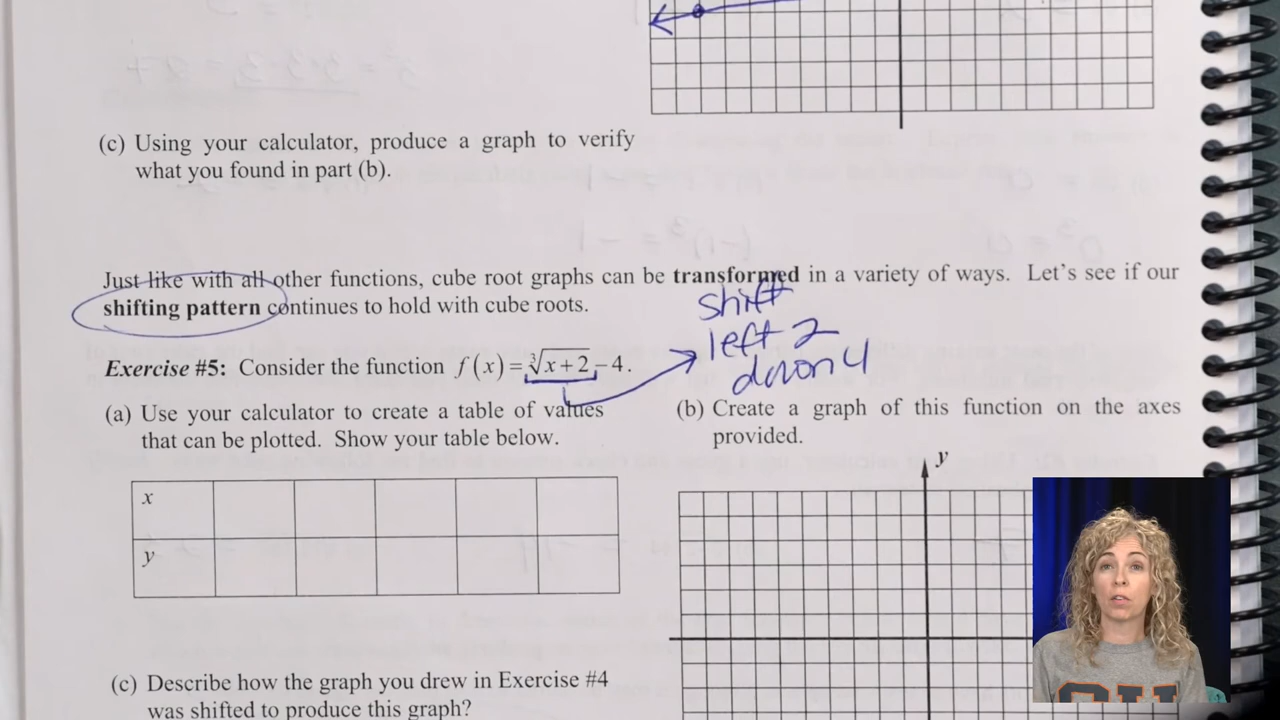 (c) Using your calculator, produce a graph to verify
what you found in part (b).
Just like with all other functions, cube root graphs can be transformed in a variety of ways. Let's see if our
shifting pattern continues to hold with cube roots.
shift
left 2
down 4
Exercise #5: Consider the function f(x)=∛(x+2)−4.
(a) Use your calculator to create a table of values
that can be plotted. Show your table below.
(b) Create a graph of this function on the axes
provided.
x
y
y
(c) Describe how the graph you drew in Exercise #4
was shifted to produce this graph?